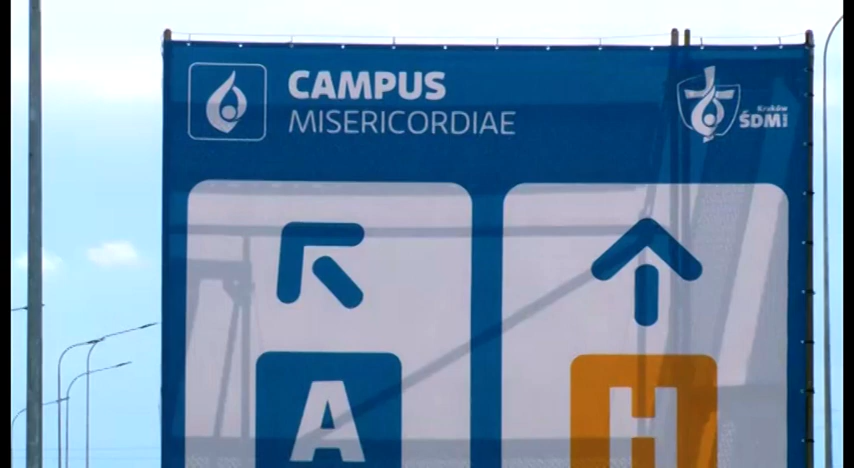 CAMPUS
MISERICORDIAE
Kraków
ŚDM
A
H